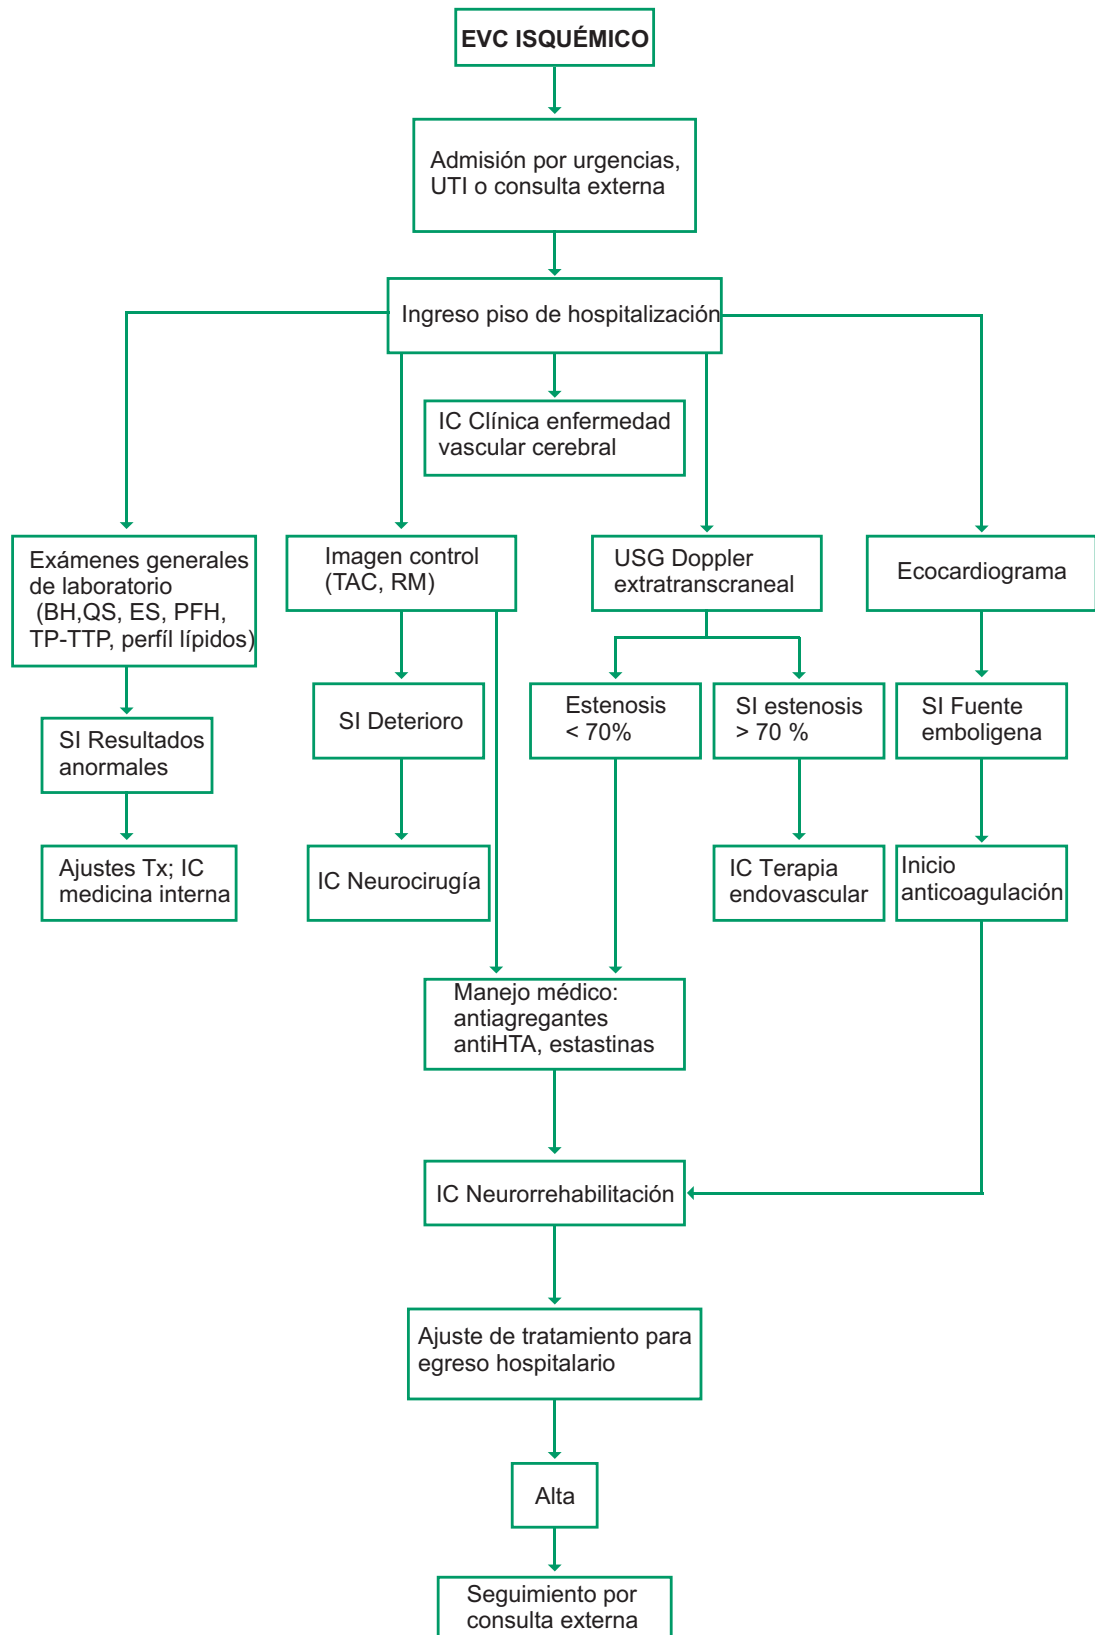 EVC ISQUÉMICO
Admisión por urgencias,
UTI o consulta externa
Ingreso piso de hospitalización
IC Clínica enfermedad
vascular cerebral
Exámenes generales
de laboratorio
(BH,QS, ES, PFH,
TP-TTP, perfíl lípidos)
Imagen control
(TAC, RM)
USG Doppler
extratranscraneal
Ecocardiograma
SI Resultados
anormales
SI Deterioro
Estenosis
< 70%
SI estenosis
> 70 %
SI Fuente
emboligena
Ajustes Tx; IC
medicina interna
IC Neurocirugía
IC Terapia
endovascular
Inicio
anticoagulación
Manejo médico:
antiagregantes
antiHTA, estastinas
IC Neurorrehabilitación
Ajuste de tratamiento para
egreso hospitalario
Alta
Seguimiento por
consulta externa